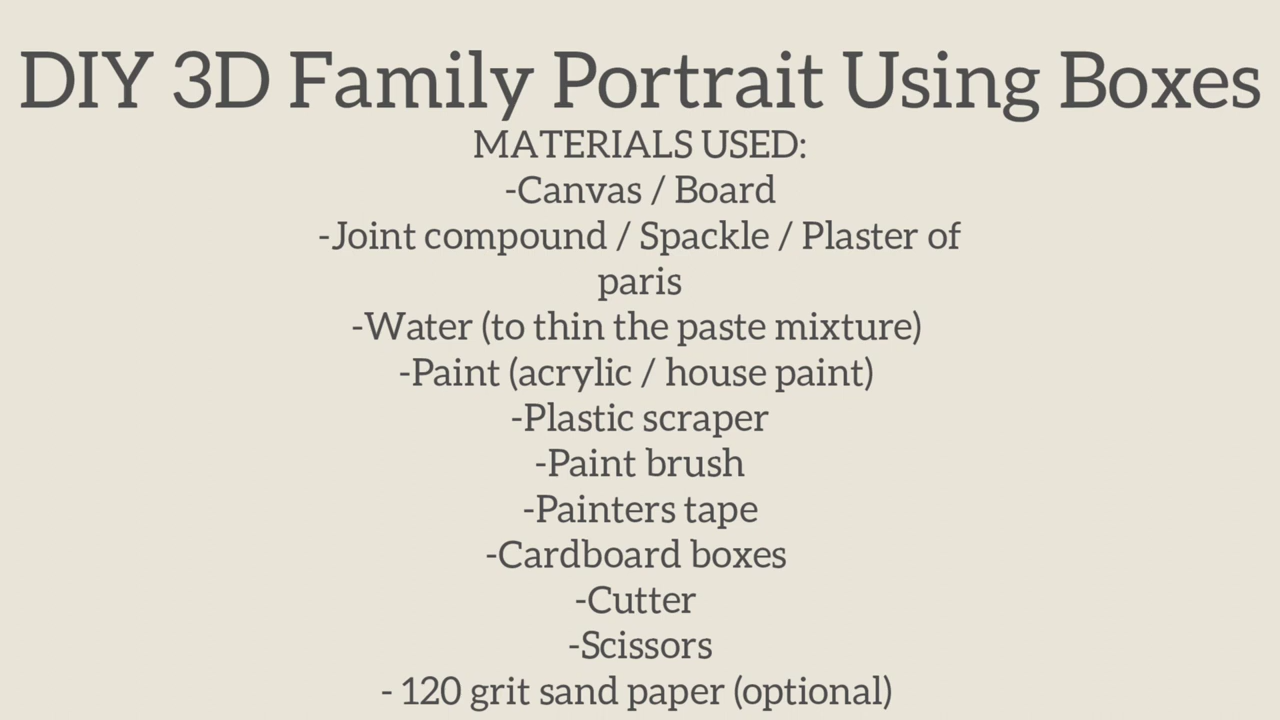 DIY 3D Family Portrait Using Boxes
MATERIALS USED:
-Canvas / Board
-Joint compound / Spackle / Plaster of
paris
-Water (to thin the paste mixture)
-Paint (acrylic / house paint)
-Plastic scraper
-Paint brush
-Painters tape
-Cardboard boxes
-Cutter
-Scissors
- 120 grit sand paper (optional)